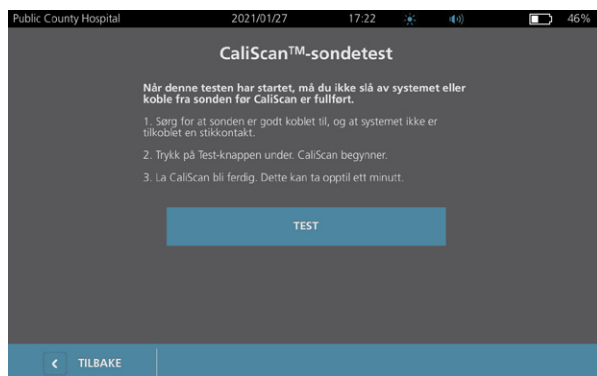 Public County Hospital 2021/01/27 17:22 46%
CaliScan™-sondetest
Når denne testen har startet, må du ikke slå av systemet eller
koble fra sonden før CaliScan er fullført.
1. Sørg for at sonden er godt koblet til, og at systemet ikke er
tilkoblet en stikkontakt.
2. Trykk på Test-knappen under. CaliScan begynner.
3. La CaliScan bli ferdig. Dette kan ta opptil ett minutt.
TEST
TILBAKE